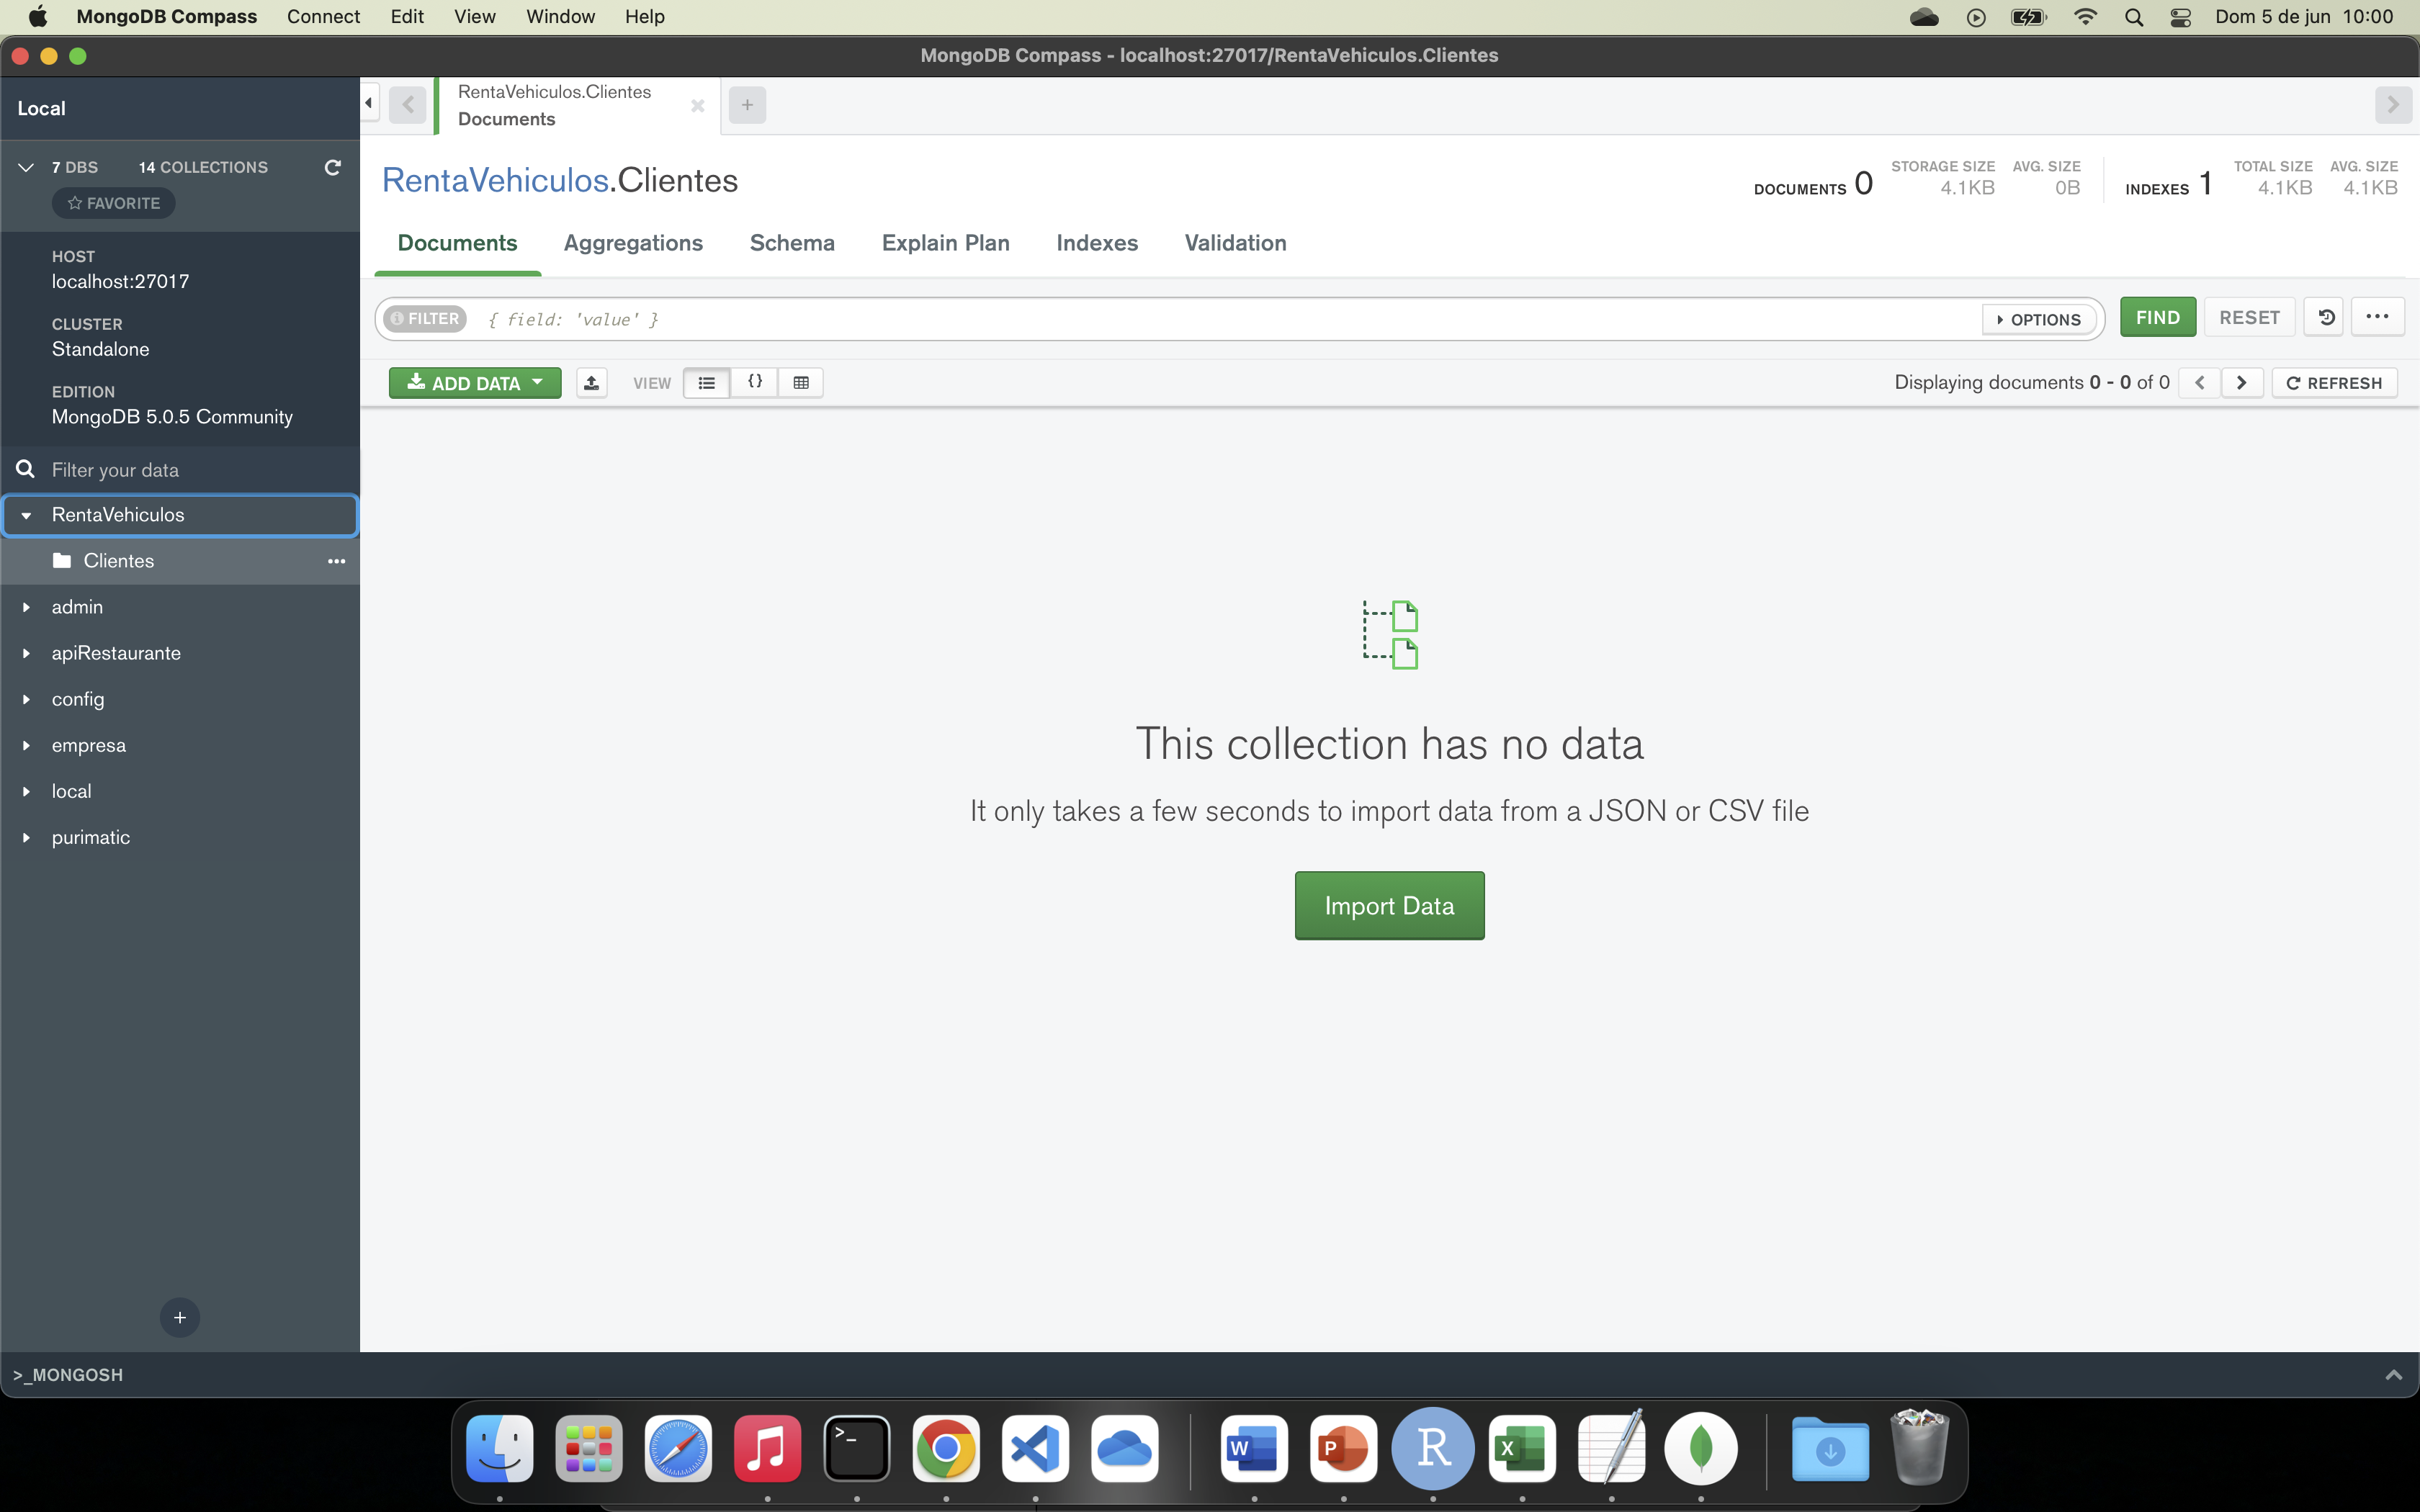 MongoDB Compass Connect Edit View Window Help Dom 5 de jun 10:00
MongoDB Compass - localhost:27017/RentaVehiculos.Clientes
Local
7 DBS 14 COLLECTIONS
FAVORITE
HOST
localhost:27017
CLUSTER
Standalone
EDITION
MongoDB 5.0.5 Community
Filter your data
RentaVehiculos
Clientes
admin
apiRestaurante
config
empresa
local
purimatic
+
RentaVehiculos.Clientes
Documents
+
RentaVehiculos.Clientes
DOCUMENTS 0
STORAGE SIZE
4.1KB
AVG. SIZE
0B
INDEXES 1
TOTAL SIZE
4.1KB
AVG. SIZE
4.1KB
Documents Aggregations Schema Explain Plan Indexes Validation
FILTER { field: 'value' } OPTIONS FIND RESET
ADD DATA VIEW {} Displaying documents 0 - 0 of 0 REFRESH
This collection has no data
It only takes a few seconds to import data from a JSON or CSV file
Import Data
>_MONGOSH
>_ W P R X